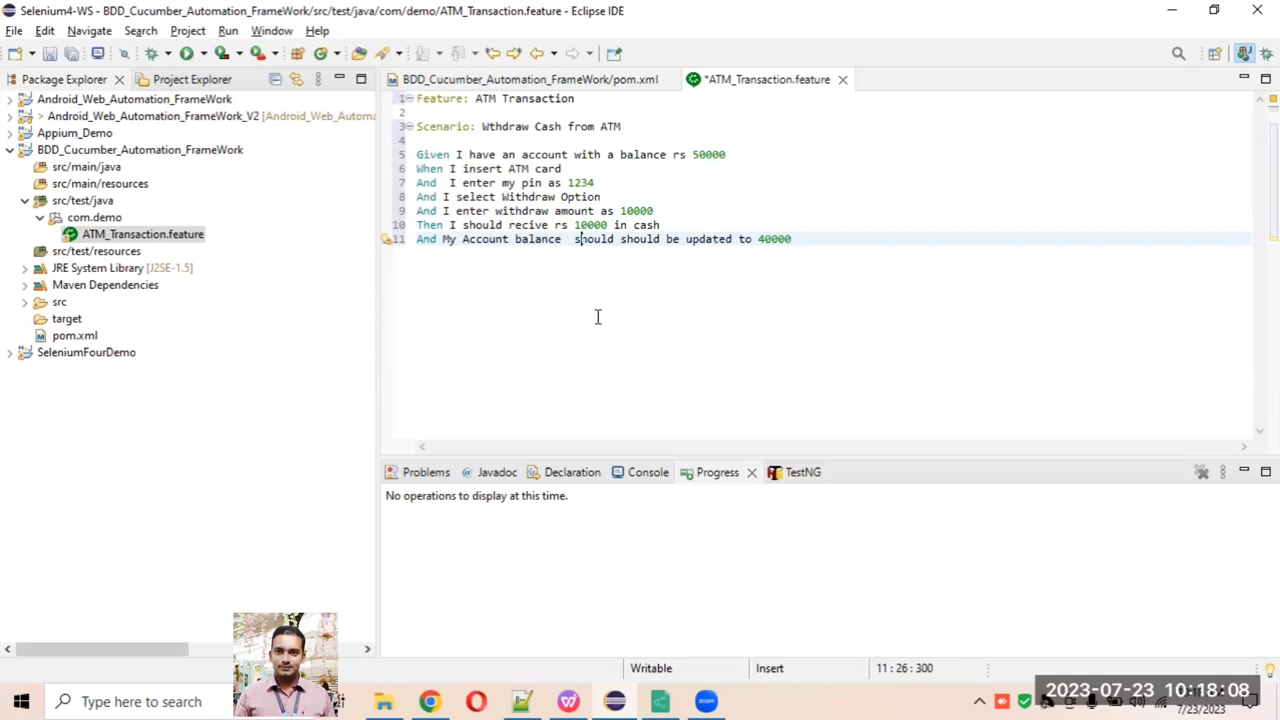 Selenium4-WS - BDD_Cucumber_Automation_FrameWork/src/test/java/com/demo/ATM_Transaction.feature - Eclipse IDE
File Edit Navigate Search Project Run Window Help
Package Explorer Project Explorer
BDD_Cucumber_Automation_FrameWork/pom.xml *ATM_Transaction.feature
Android_Web_Automation_FrameWork
> Android_Web_Automation_FrameWork_V2 [Android_Web_Automa
Appium_Demo
BDD_Cucumber_Automation_FrameWork
src/main/java
src/main/resources
src/test/java
com.demo
ATM_Transaction.feature
src/test/resources
JRE System Library [J2SE-1.5]
Maven Dependencies
src
target
pom.xml
SeleniumFourDemo
1 Feature: ATM Transaction
2
3 Scenario: Wthdraw Cash from ATM
4
5 Given I have an account with a balance rs 50000
6 When I insert ATM card
7 And  I enter my pin as 1234
8 And I select Withdraw Option
9 And I enter withdraw amount as 10000
10 Then I should recive rs 10000 in cash
11 And My Account balance  should should be updated to 40000
Problems Javadoc Declaration Console Progress TestNG
No operations to display at this time.
Writable Insert 11 : 26 : 300
Type here to search
2023-07-23 10:18:08
7/23/2023